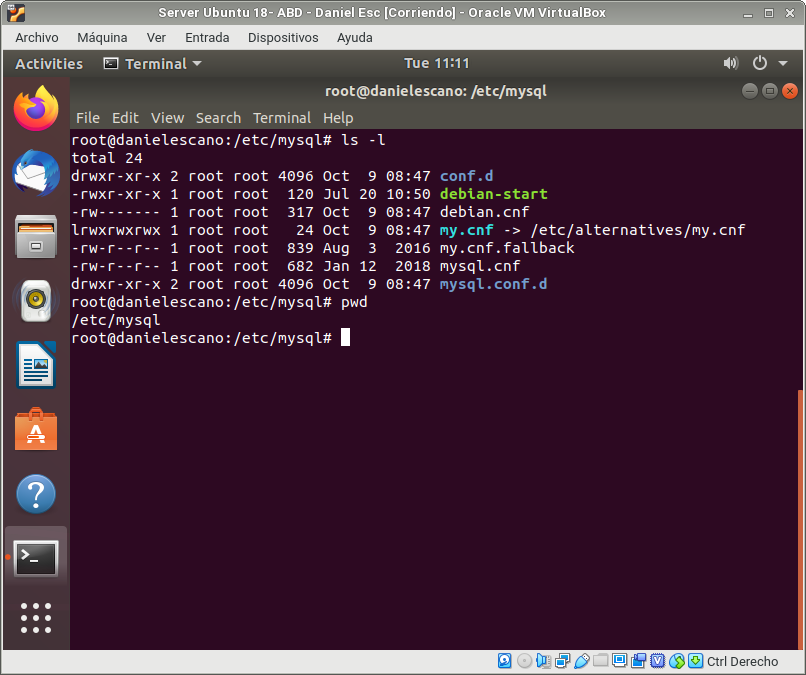 Server Ubuntu 18- ABD - Daniel Esc [Corriendo] - Oracle VM VirtualBox
Archivo Máquina Ver Entrada Dispositivos Ayuda
Activities Terminal Tue 11:11
root@danielescano: /etc/mysql
File Edit View Search Terminal Help
root@danielescano:/etc/mysql# ls -l
total 24
drwxr-xr-x 2 root root 4096 Oct  9 08:47 conf.d
-rwxr-xr-x 1 root root  120 Jul 20 10:50 debian-start
-rw------- 1 root root  317 Oct  9 08:47 debian.cnf
lrwxrwxrwx 1 root root   24 Oct  9 08:47 my.cnf -> /etc/alternatives/my.cnf
-rw-r--r-- 1 root root  839 Aug  3  2016 my.cnf.fallback
-rw-r--r-- 1 root root  682 Jan 12  2018 mysql.cnf
drwxr-xr-x 2 root root 4096 Oct  9 08:47 mysql.conf.d
root@danielescano:/etc/mysql# pwd
/etc/mysql
root@danielescano:/etc/mysql#
Ctrl Derecho